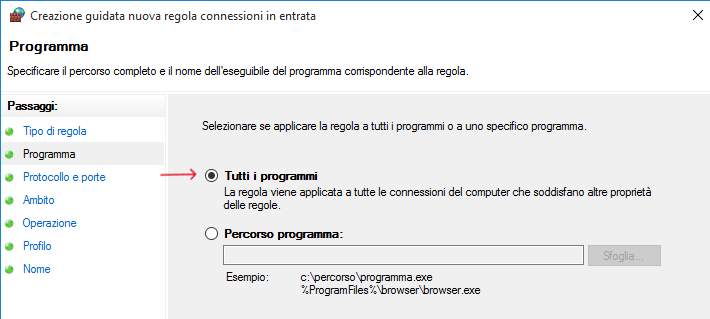 Creazione guidata nuova regola connessioni in entrata
Programma
Specificare il percorso completo e il nome dell'eseguibile del programma corrispondente alla regola.
Passaggi:
Tipo di regola
Programma
Protocollo e porte
Ambito
Operazione
Profilo
Nome
Selezionare se applicare la regola a tutti i programmi o a uno specifico programma.
Tutti i programmi
La regola viene applicata a tutte le connessioni del computer che soddisfano altre proprietà
delle regole.
Percorso programma:
Sfoglia...
Esempio: c:\percorso\programma.exe
%ProgramFiles%\browser\browser.exe